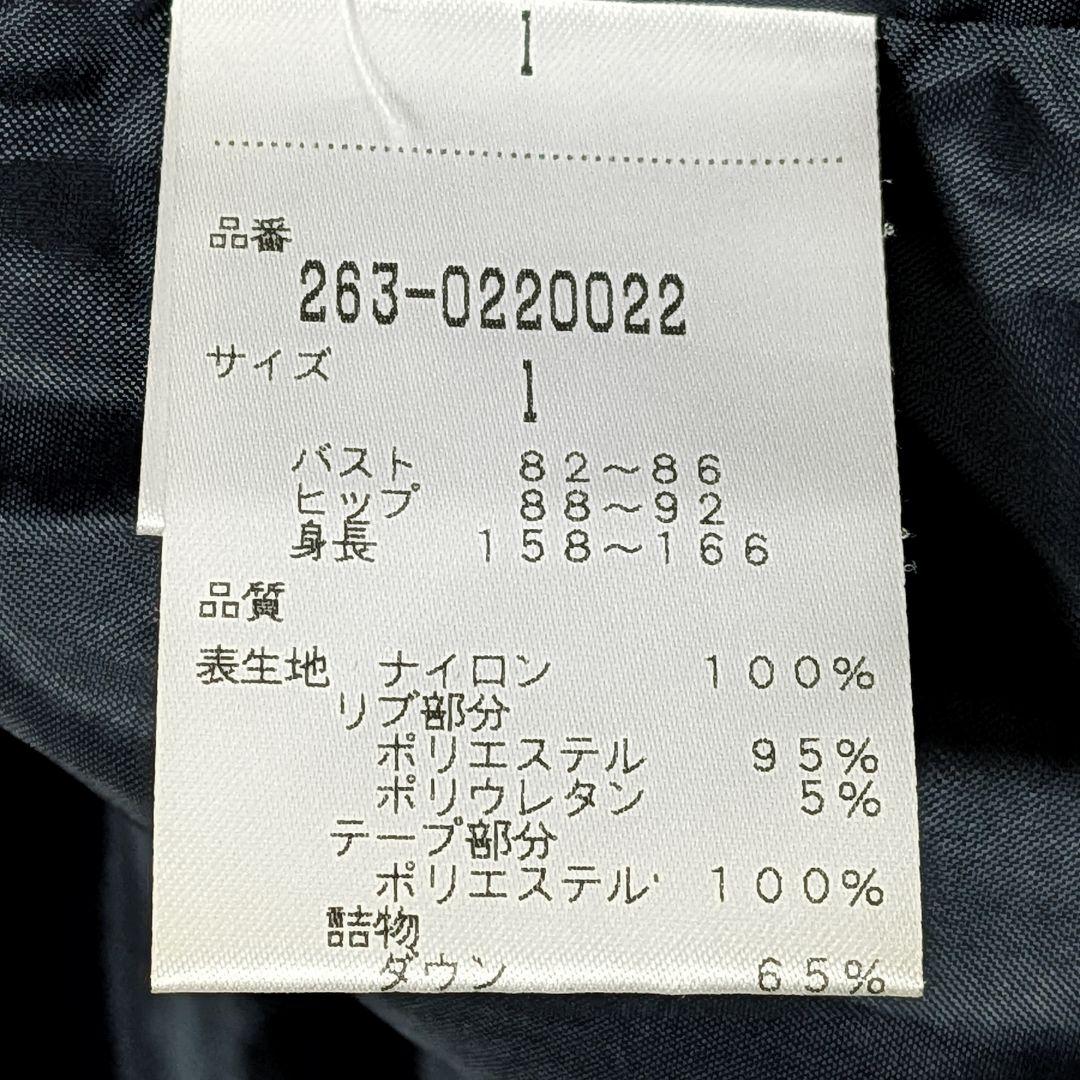 1
品番
263-0220022
サイズ
1
バスト 82～86
ヒップ 88～92
身長 158～166
品質
表生地 ナイロン 100%
リブ部分
ポリエステル 95%
ポリウレタン 5%
テープ部分
ポリエステル 100%
詰物
ダウン 65%